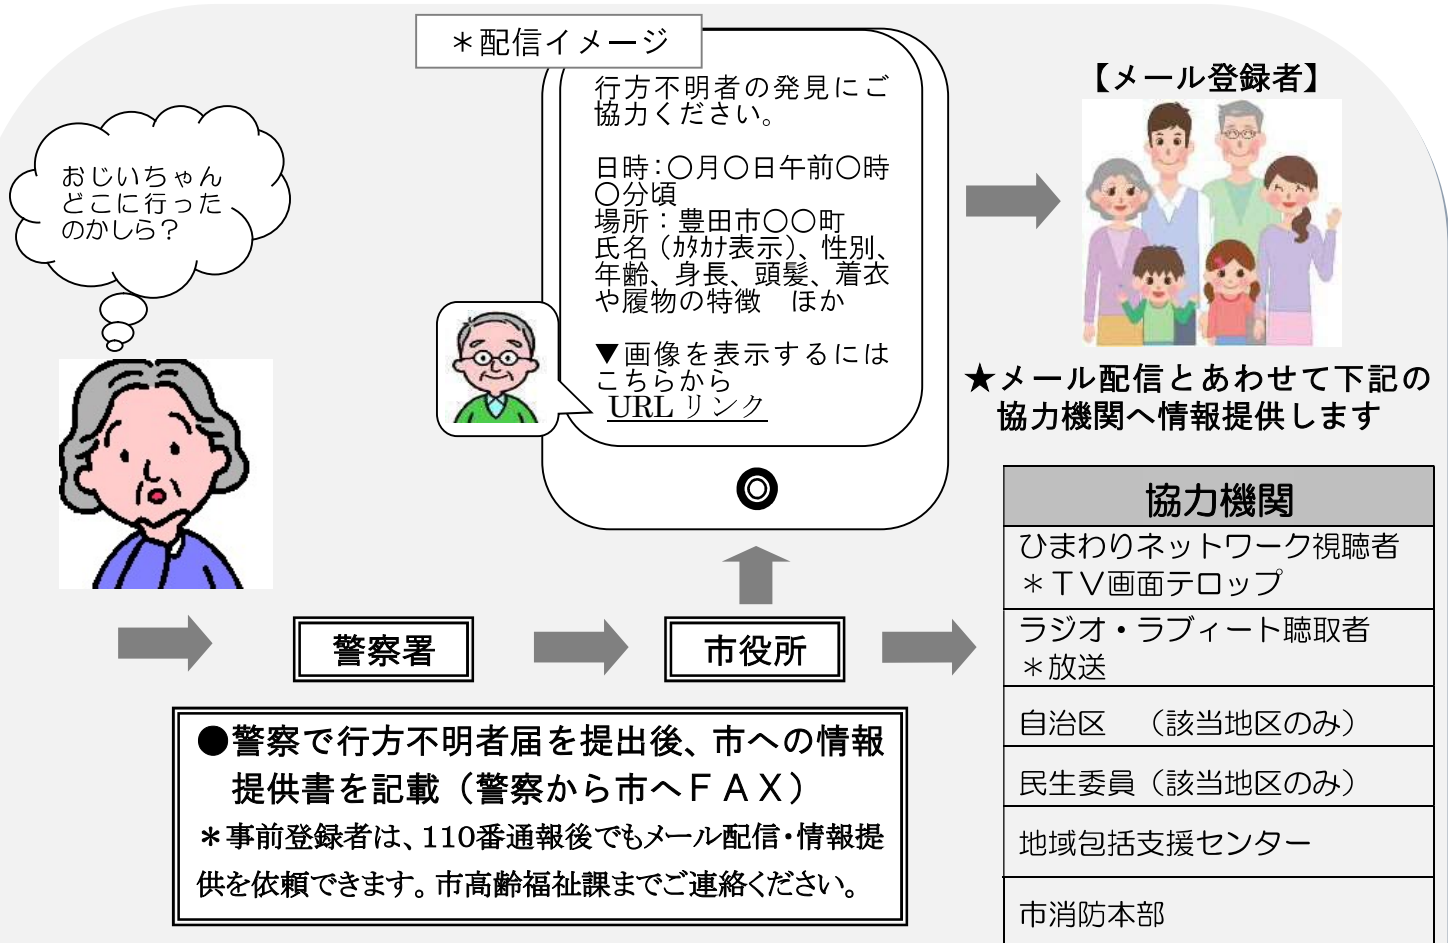 ＊配信イメージ
行方不明者の発見にご
協力ください。
日時：〇月〇日午前〇時
〇分頃
場所：豊田市〇〇町
氏名（ｶﾀｶﾅ表示）、性別、
年齢、身長、頭髪、着衣
や履物の特徴　ほか
▼画像を表示するには
こちらから
URLリンク
おじいちゃん
どこに行った
のかしら？
【メール登録者】
★メール配信とあわせて下記の
協力機関へ情報提供します
警察署
市役所
●警察で行方不明者届を提出後、市への情報
提供書を記載（警察から市へＦＡＸ）
＊事前登録者は、110番通報後でもメール配信・情報提
供を依頼できます。市高齢福祉課までご連絡ください。
協力機関
ひまわりネットワーク視聴者
＊ＴＶ画面テロップ
ラジオ・ラブィート聴取者
＊放送
自治区　（該当地区のみ）
民生委員（該当地区のみ）
地域包括支援センター
市消防本部